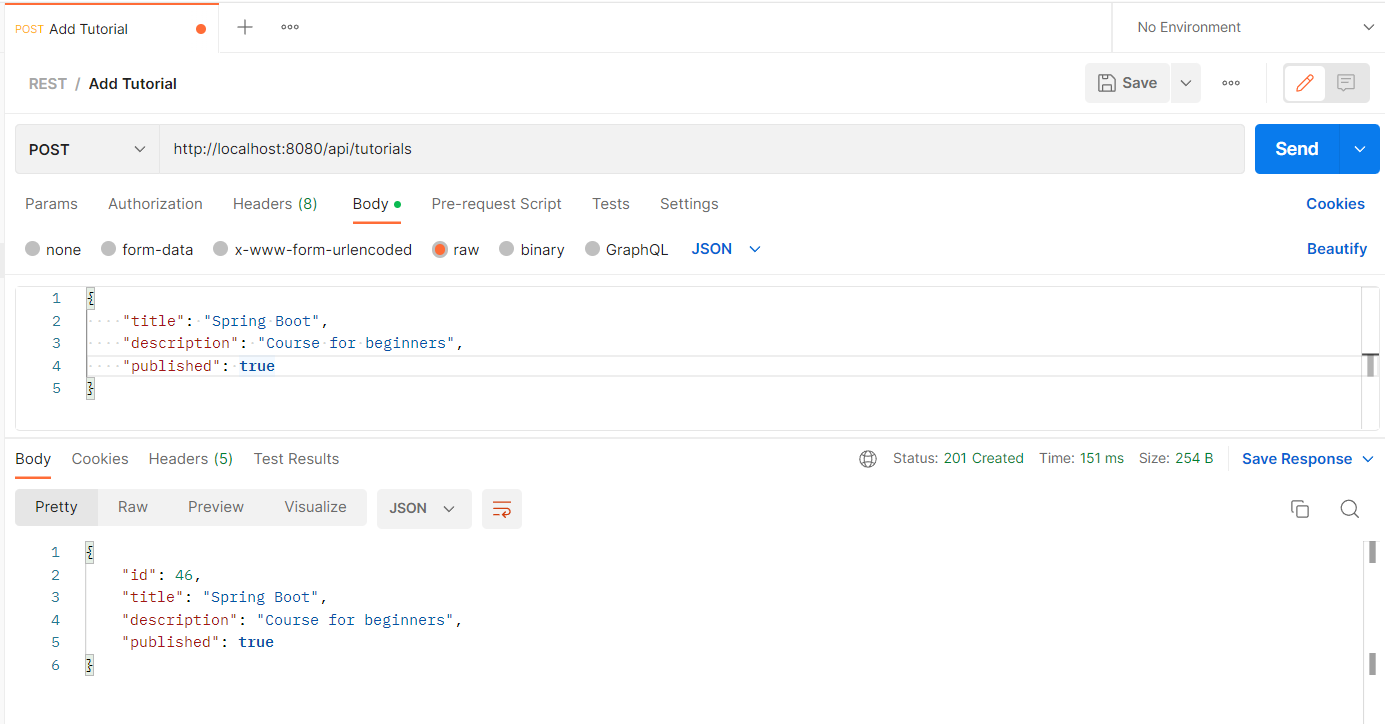 POST Add Tutorial No Environment
REST / Add Tutorial Save
POST http://localhost:8080/api/tutorials Send
Params Authorization Headers (8) Body Pre-request Script Tests Settings Cookies
none form-data x-www-form-urlencoded raw binary GraphQL JSON Beautify
1 {
2 "title": "Spring Boot",
3 "description": "Course for beginners",
4 "published": true
5 }
Body Cookies Headers (5) Test Results Status: 201 Created Time: 151 ms Size: 254 B Save Response
Pretty Raw Preview Visualize JSON
1 {
2 "id": 46,
3 "title": "Spring Boot",
4 "description": "Course for beginners",
5 "published": true
6 }